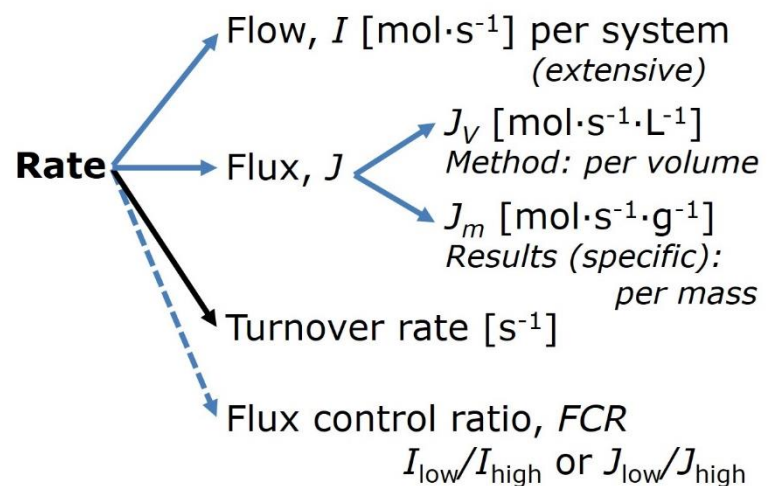 Flow, I [mol·s⁻¹] per system
(extensive)
J_V [mol·s⁻¹·L⁻¹]
Rate
Flux, J
Method: per volume
J_m [mol·s⁻¹·g⁻¹]
Results (specific):
per mass
Turnover rate [s⁻¹]
Flux control ratio, FCR
I_low/I_high or J_low/J_high